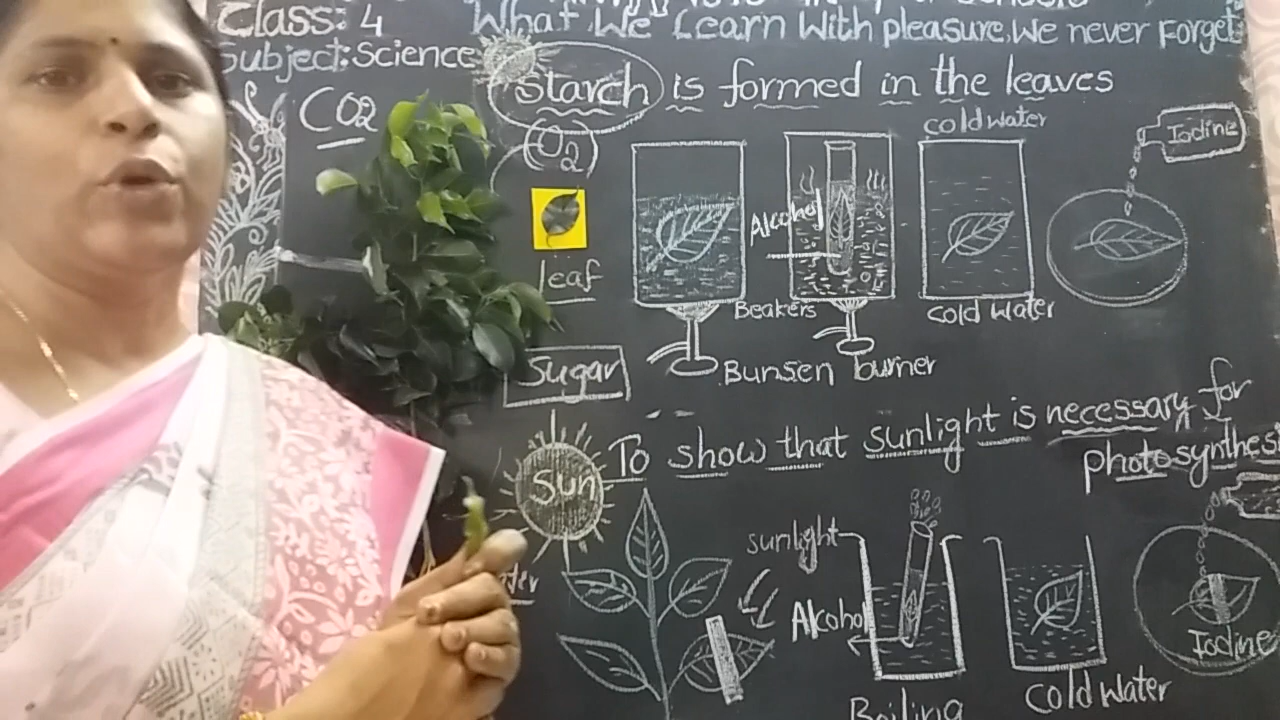 Class: 4
What We Learn With pleasure, We never Forget
Subject: Science
Starch is formed in the leaves
CO2
O2
cold water
Iodine
Alcohol
leaf
Beakers
cold water
Bunsen burner
Sugar
To show that sunlight is necessary for
photosynthesi
Sun
sunlight
Alcohol
Iodine
Boiling
Cold Water